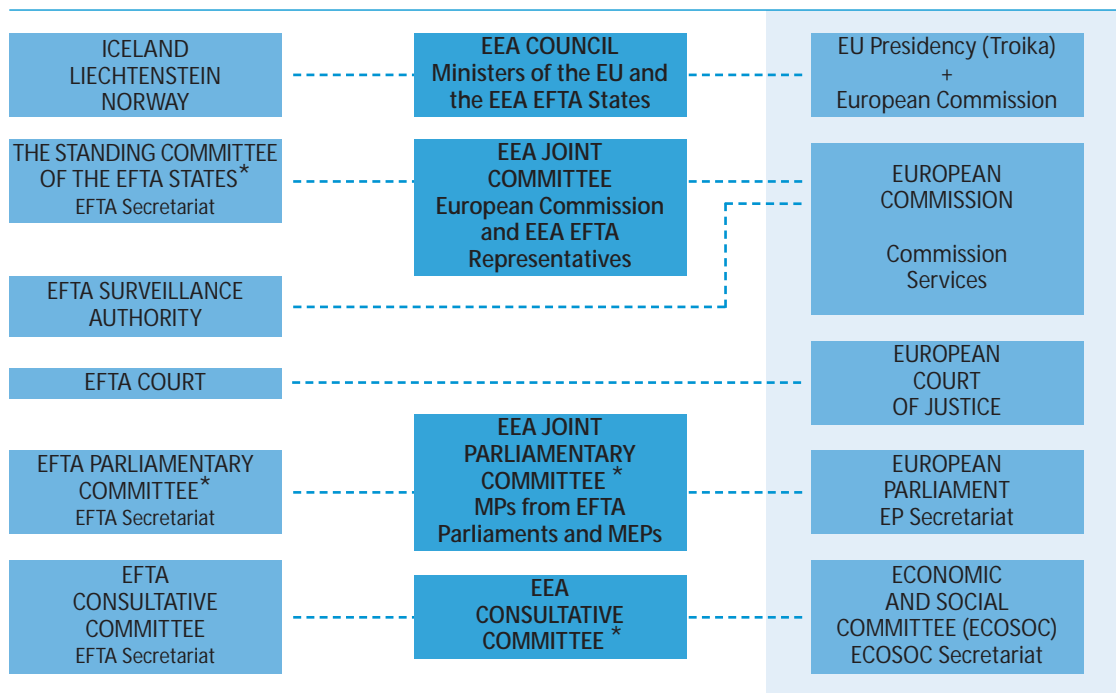 ICELAND
LIECHTENSTEIN
NORWAY
EEA COUNCIL
Ministers of the EU and
the EEA EFTA States
EU Presidency (Troika)
+
European Commission
THE STANDING COMMITTEE
OF THE EFTA STATES*
EFTA Secretariat
EEA JOINT
COMMITTEE
European Commission
and EEA EFTA
Representatives
EUROPEAN
COMMISSION
Commission
Services
EFTA SURVEILLANCE
AUTHORITY
EFTA COURT
EUROPEAN
COURT
OF JUSTICE
EFTA PARLIAMENTARY
COMMITTEE*
EFTA Secretariat
EEA JOINT
PARLIAMENTARY
COMMITTEE *
MPs from EFTA
Parliaments and MEPs
EUROPEAN
PARLIAMENT
EP Secretariat
EFTA
CONSULTATIVE
COMMITTEE
EFTA Secretariat
EEA
CONSULTATIVE
COMMITTEE *
ECONOMIC
AND SOCIAL
COMMITTEE (ECOSOC)
ECOSOC Secretariat